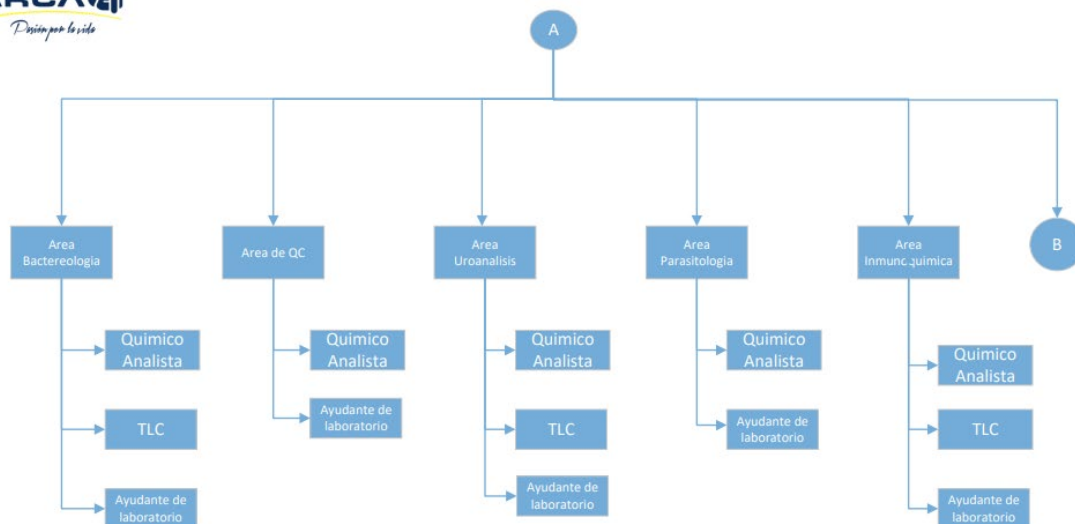 Pasión por la vida
A
Area
Bactereologia
Area de QC
Area
Uroanalisis
Area
Parasitologia
Area
B
Quimico
Analista
TLC
Ayudante de
laboratorio
Quimico
Analista
Ayudante de
laboratorio
Quimico
Analista
TLC
Ayudante de
laboratorio
Quimico
Analista
Ayudante de
laboratorio
Quimico
Analista
TLC
Ayudante de
laboratorio